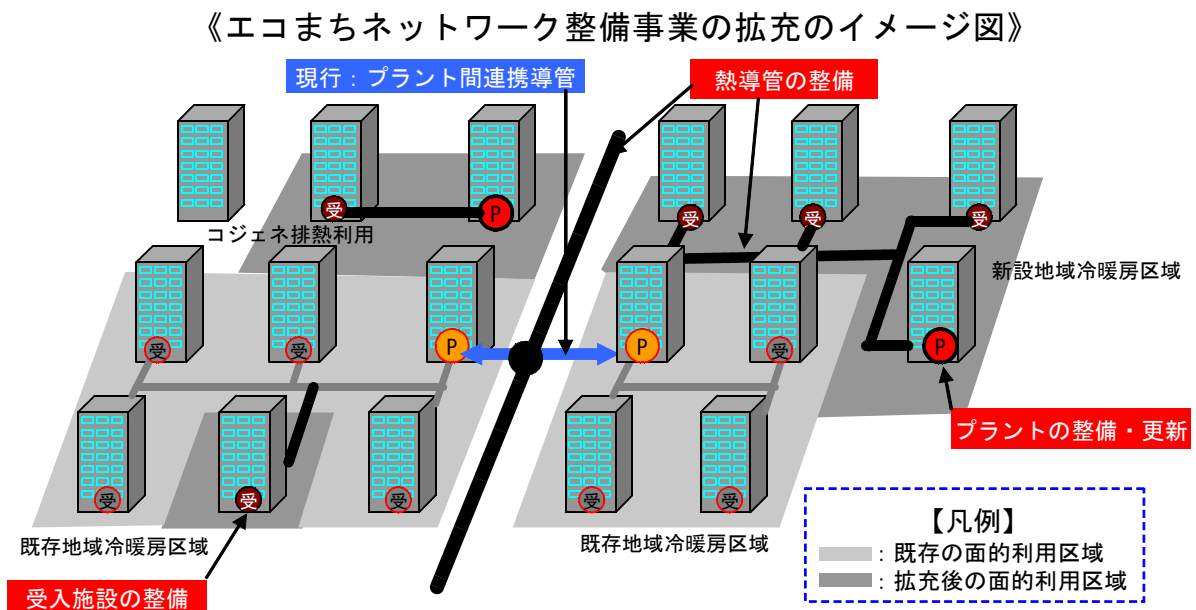 《エコまちネットワーク整備事業の拡充のイメージ図》
現行：プラント間連携導管
熱導管の整備
受
P
受
受
受
コジェネ排熱利用
新設地域冷暖房区域
受
受
P
P
受
P
プラントの整備・更新
受
受
受
受
受
既存地域冷暖房区域
既存地域冷暖房区域
受入施設の整備
【凡例】
：既存の面的利用区域
：拡充後の面的利用区域